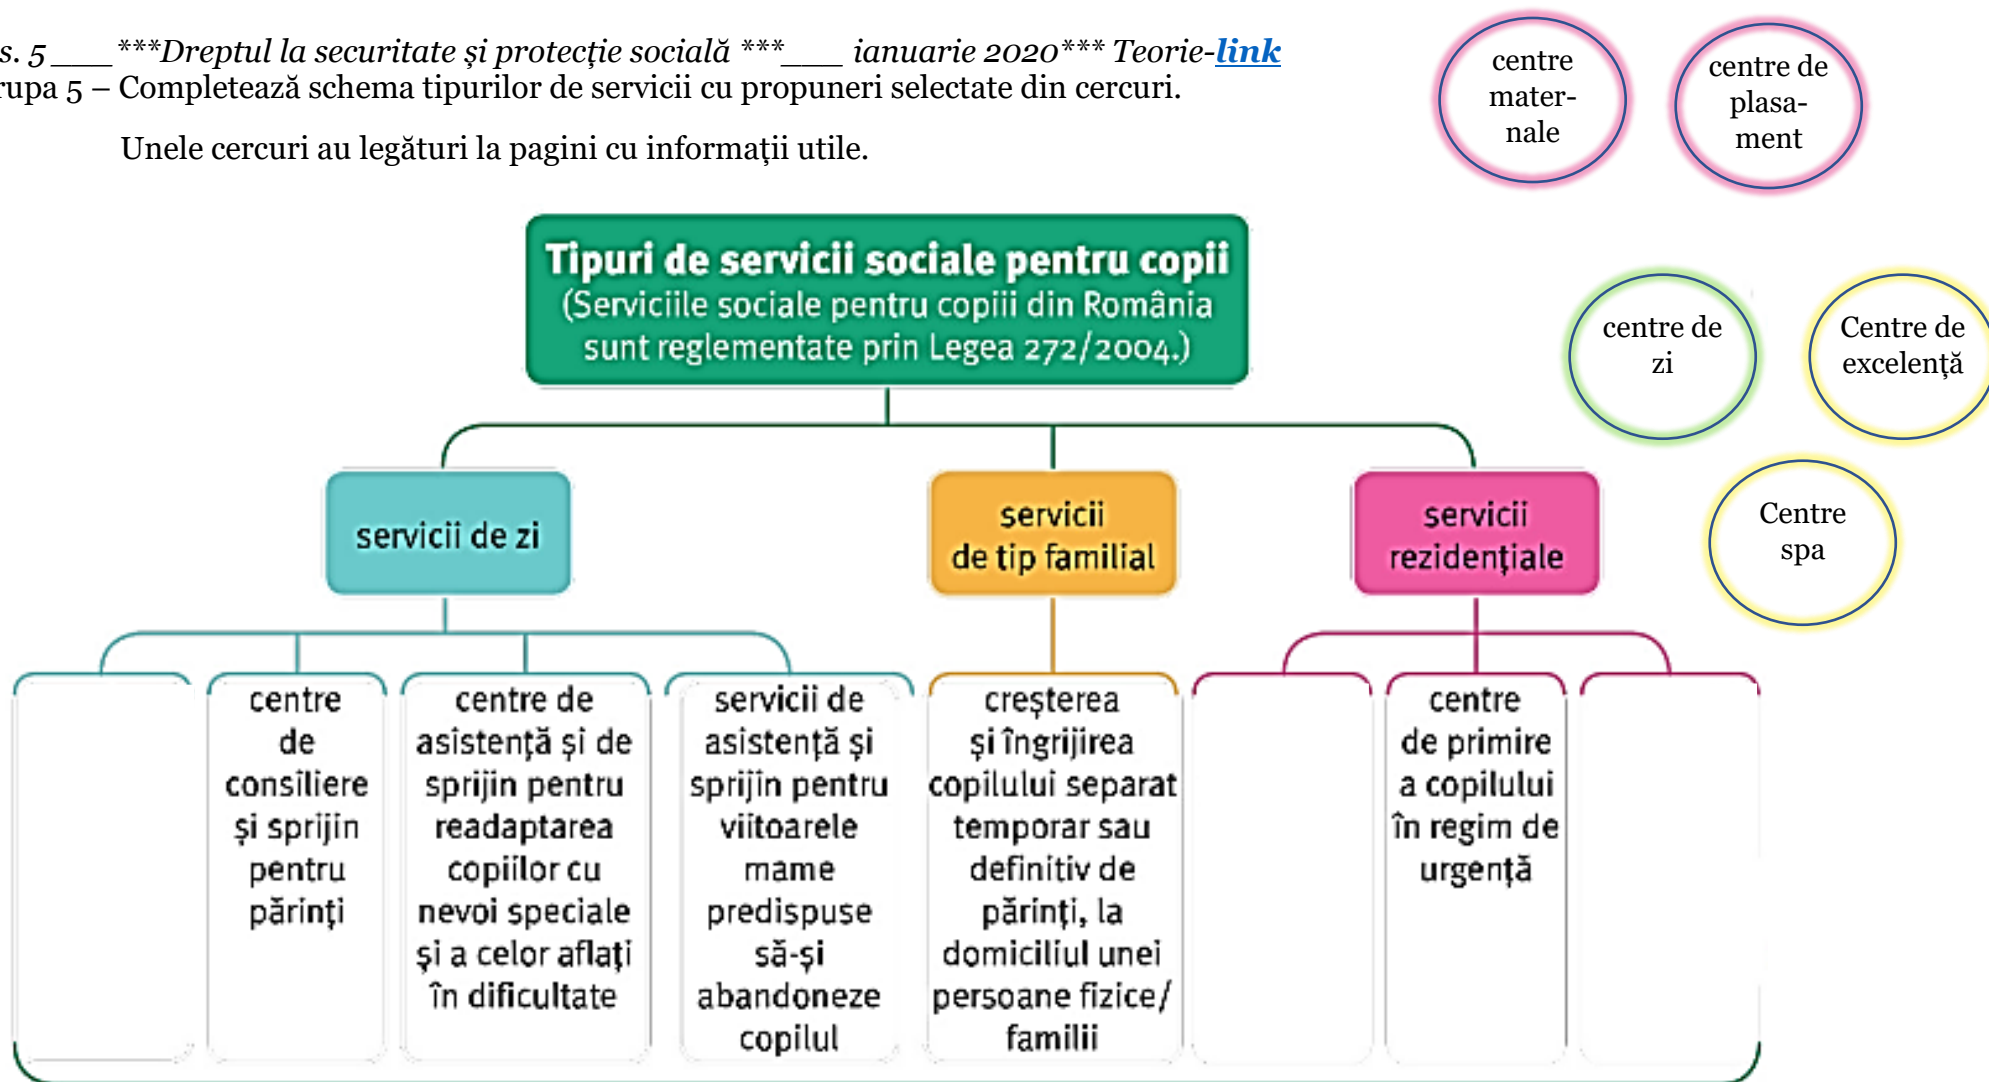 s. 5 ___ ***Dreptul la securitate și protecție socială ***___ ianuarie 2020*** Teorie-link
rupa 5 – Completează schema tipurilor de servicii cu propuneri selectate din cercuri.
Unele cercuri au legături la pagini cu informații utile.
centre
mater-
nale
centre de
plasa-
ment
Tipuri de servicii sociale pentru copii
(Serviciile sociale pentru copiii din România
sunt reglementate prin Legea 272/2004.)
centre de
zi
Centre de
excelență
Centre
spa
servicii de zi
servicii
de tip familial
servicii
rezidențiale
centre
de
consiliere
și sprijin
pentru
părinți
centre de
asistență și de
sprijin pentru
readaptarea
copiilor cu
nevoi speciale
și a celor aflați
în dificultate
servicii de
asistență și
sprijin pentru
viitoarele
mame
predispuse
să-și
abandoneze
copilul
creșterea
și îngrijirea
copilului separat
temporar sau
definitiv de
părinți, la
domiciliul unei
persoane fizice/
familii
centre
de primire
a copilului
în regim de
urgență